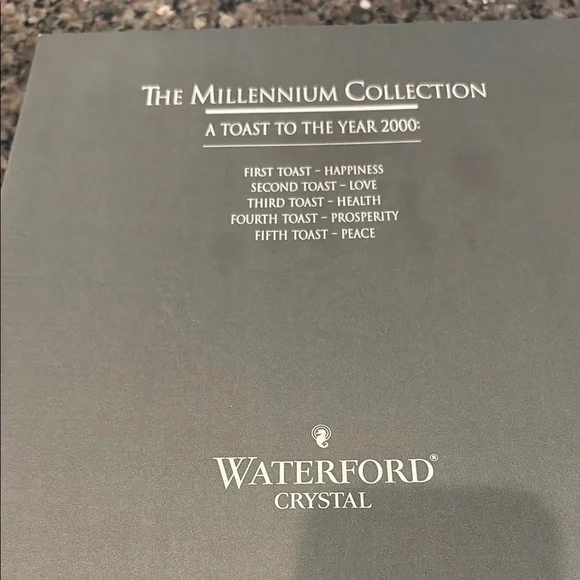 THE MILLENNIUM COLLECTION
A TOAST TO THE YEAR 2000:
FIRST TOAST – HAPPINESS
SECOND TOAST – LOVE
THIRD TOAST – HEALTH
FOURTH TOAST – PROSPERITY
FIFTH TOAST – PEACE
WATERFORD®
CRYSTAL